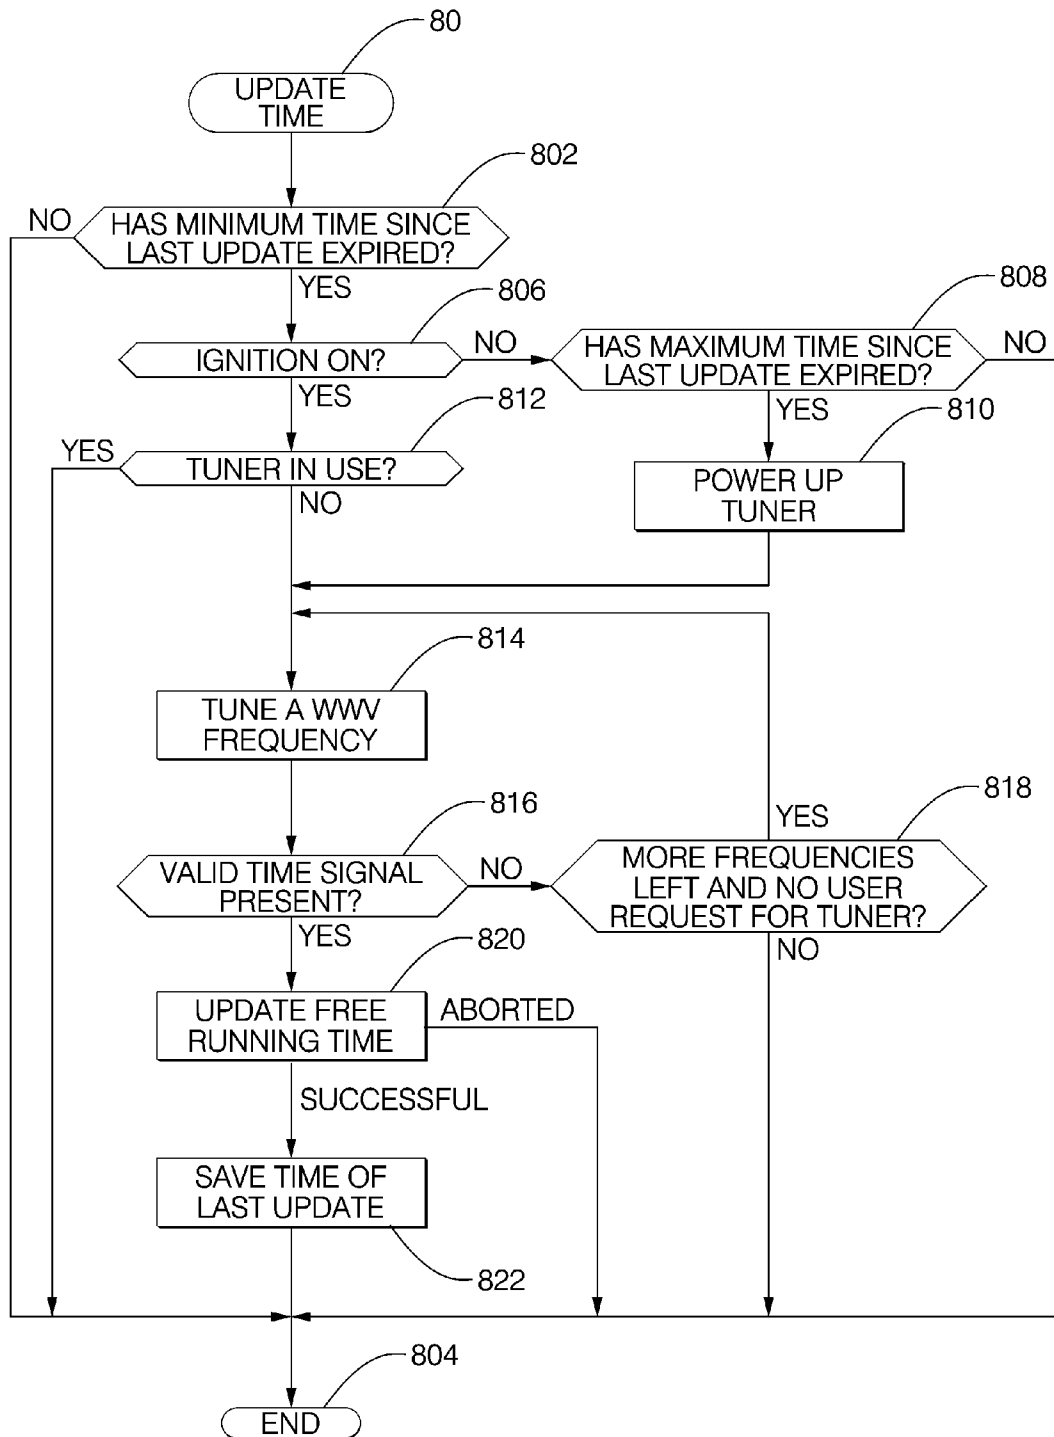 80
UPDATE
TIME
802
NO
HAS MINIMUM TIME SINCE
LAST UPDATE EXPIRED?
YES
806
808
IGNITION ON?
NO
HAS MAXIMUM TIME SINCE
LAST UPDATE EXPIRED?
NO
YES
812
YES
810
YES
TUNER IN USE?
NO
POWER UP
TUNER
814
TUNE A WWV
FREQUENCY
816
818
YES
VALID TIME SIGNAL
PRESENT?
NO
MORE FREQUENCIES
LEFT AND NO USER
REQUEST FOR TUNER?
YES
820
NO
UPDATE FREE
RUNNING TIME
ABORTED
SUCCESSFUL
SAVE TIME OF
LAST UPDATE
822
804
END